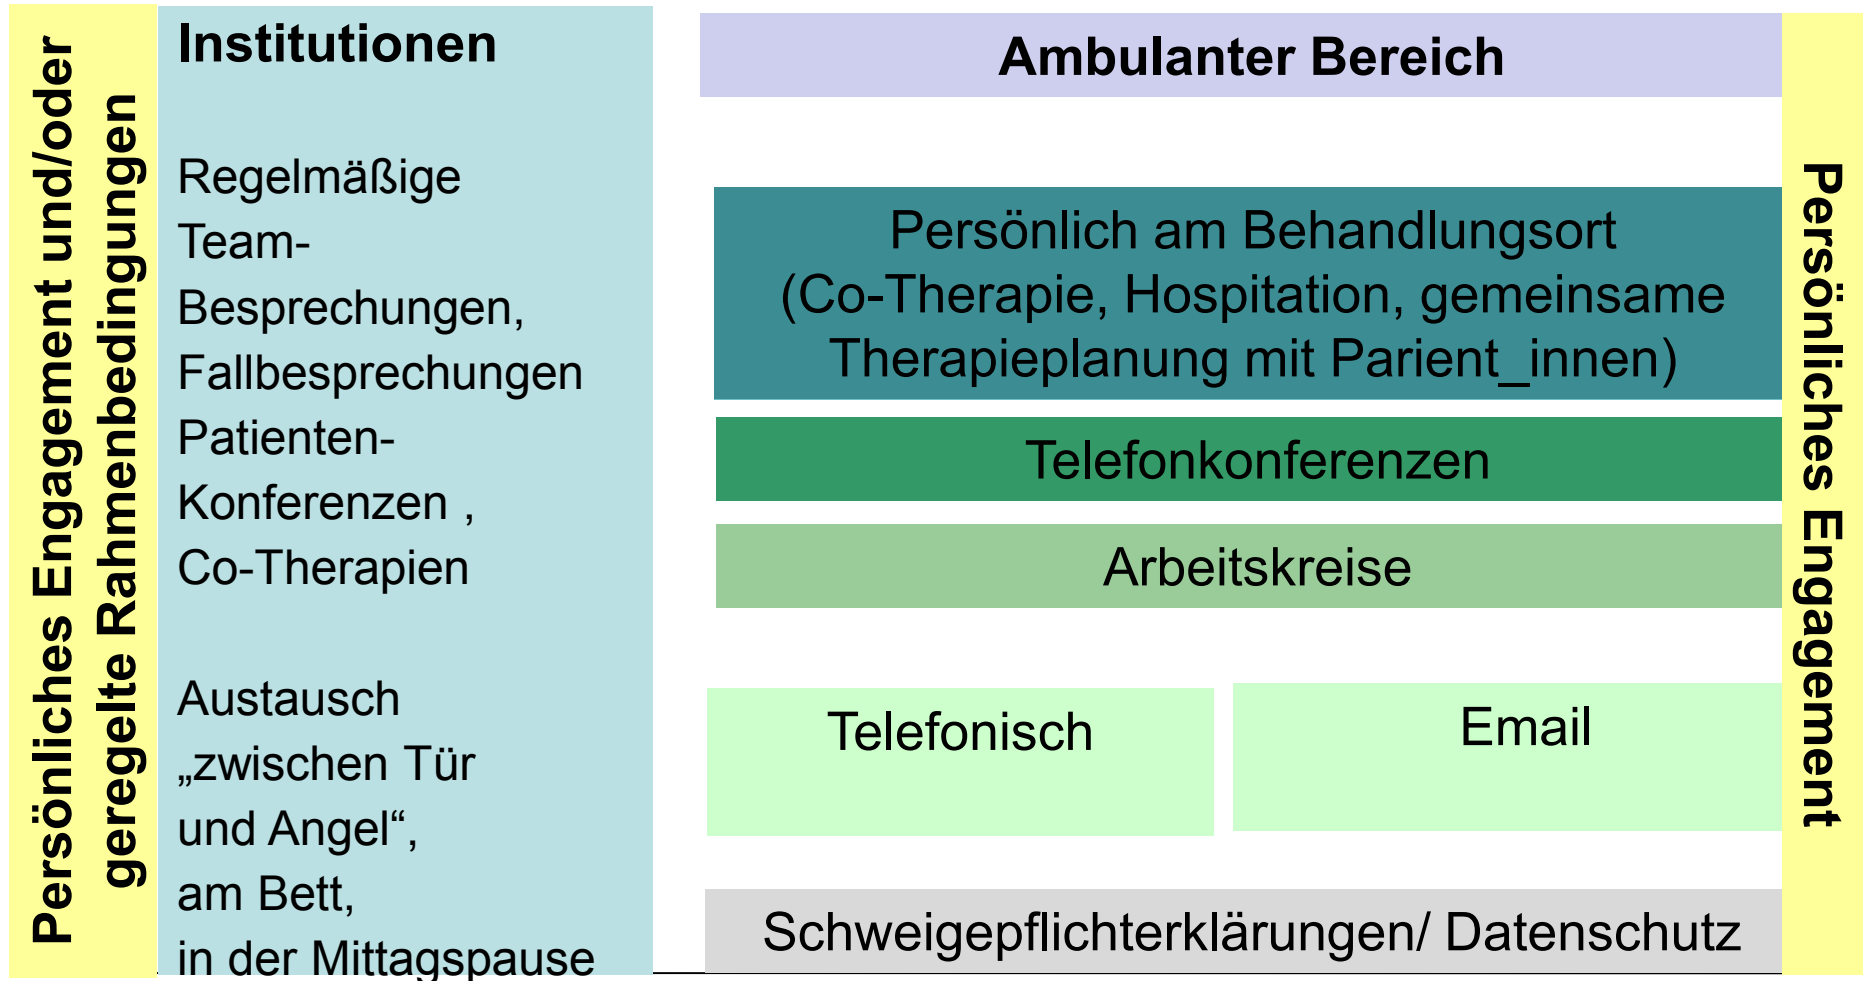 Persönliches Engagement und/oder
geregelte Rahmenbedingungen
Institutionen
Regelmäßige
Team-
Besprechungen,
Fallbesprechungen
Patienten-
Konferenzen ,
Co-Therapien
Austausch
„zwischen Tür
und Angel“,
am Bett,
in der Mittagspause
Ambulanter Bereich
Persönlich am Behandlungsort
(Co-Therapie, Hospitation, gemeinsame
Therapieplanung mit Parient_innen)
Telefonkonferenzen
Arbeitskreise
Telefonisch
Email
Schweigepflichterklärungen/ Datenschutz
Persönliches Engagement